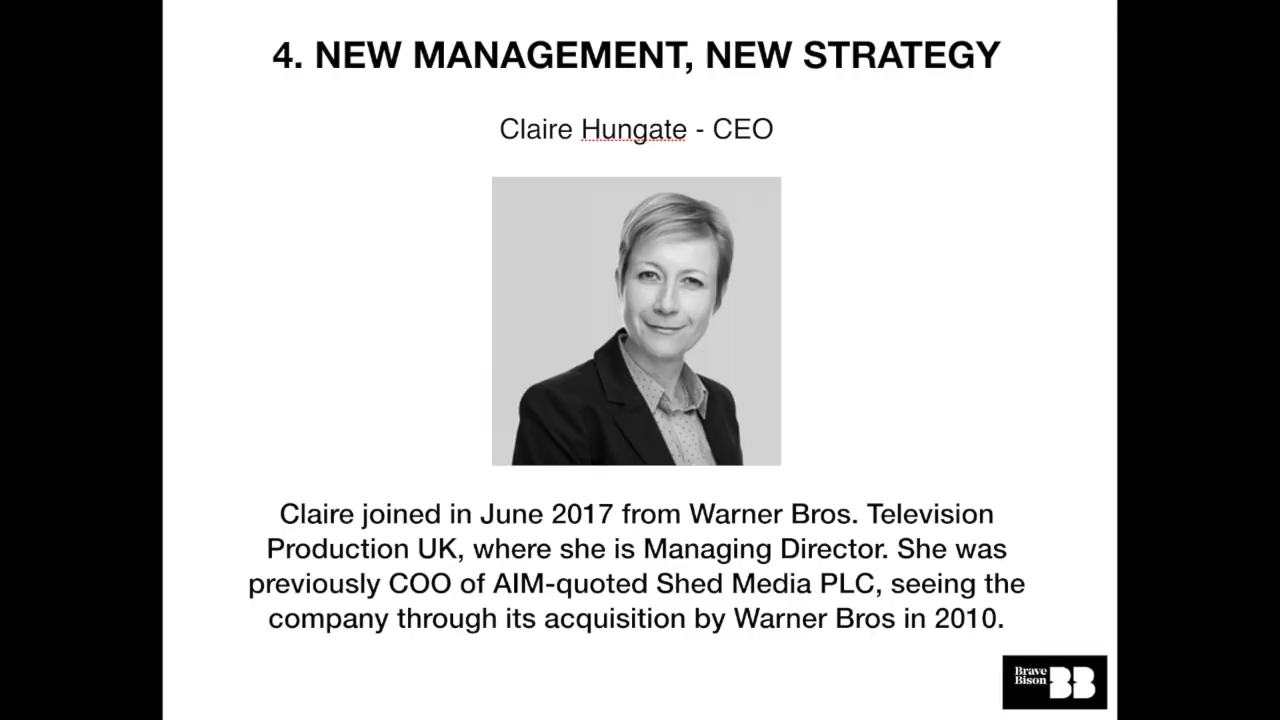 4. NEW MANAGEMENT, NEW STRATEGY
Claire Hungate - CEO
Claire joined in June 2017 from Warner Bros. Television
Production UK, where she is Managing Director. She was
previously COO of AIM-quoted Shed Media PLC, seeing the
company through its acquisition by Warner Bros in 2010.
Brave
Bison
BB